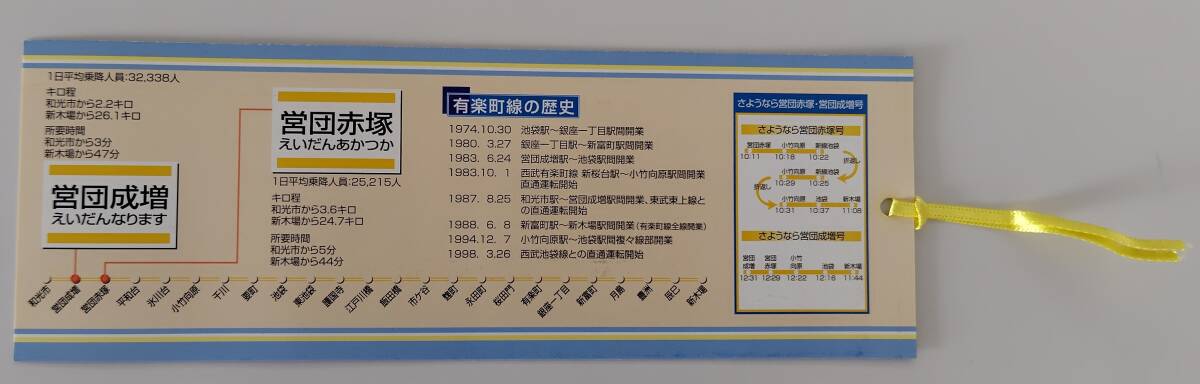 1日平均乗降人員:32,338人
キロ程
和光市から2.2キロ
新木場から26.1キロ
所要時間
和光市から3分
新木場から47分
営団成増
えいだんなります
営団赤塚
えいだんあかつか
1日平均乗降人員:25,215人
キロ程
和光市から3.6キロ
新木場から24.7キロ
所要時間
和光市から5分
新木場から44分
有楽町線の歴史
1974.10.30 池袋駅〜銀座一丁目駅間開業
1980. 3.27 銀座一丁目駅〜新富町駅間開業
1983. 6.24 営団成増駅〜池袋駅間開業
1983.10. 1 西武有楽町線 新桜台駅〜小竹向原駅間開業
直通運転開始
1987. 8.25 和光市駅〜営団成増駅間開業、東武東上線と
の直通運転開始
1988. 6. 8 新富町駅〜新木場駅間開業(有楽町線全線開業)
1994.12. 7 小竹向原駅〜池袋駅間複々線部開業
1998. 3.26 西武池袋線との直通運転開始
和光市
営団成増
営団赤塚
平和台
氷川台
小竹向原
千川
要町
池袋
東池袋
護国寺
江戸川橋
飯田橋
市ケ谷
麴町
永田町
桜田門
有楽町
銀座一丁目
新富町
月島
豊洲
辰巳
新木場
さようなら営団赤塚・営団成増号
さようなら営団赤塚号
営団赤塚 小竹向原 新線池袋
10:11 10:18 10:22
折返し
小竹向原 新線池袋
10:29 10:25
折返し
小竹向原 池袋 新木場
10:31 10:37 11:08
さようなら営団成増号
営団成増 営団赤塚 小竹向原 池袋 新木場
12:31 12:29 12:22 12:16 11:44